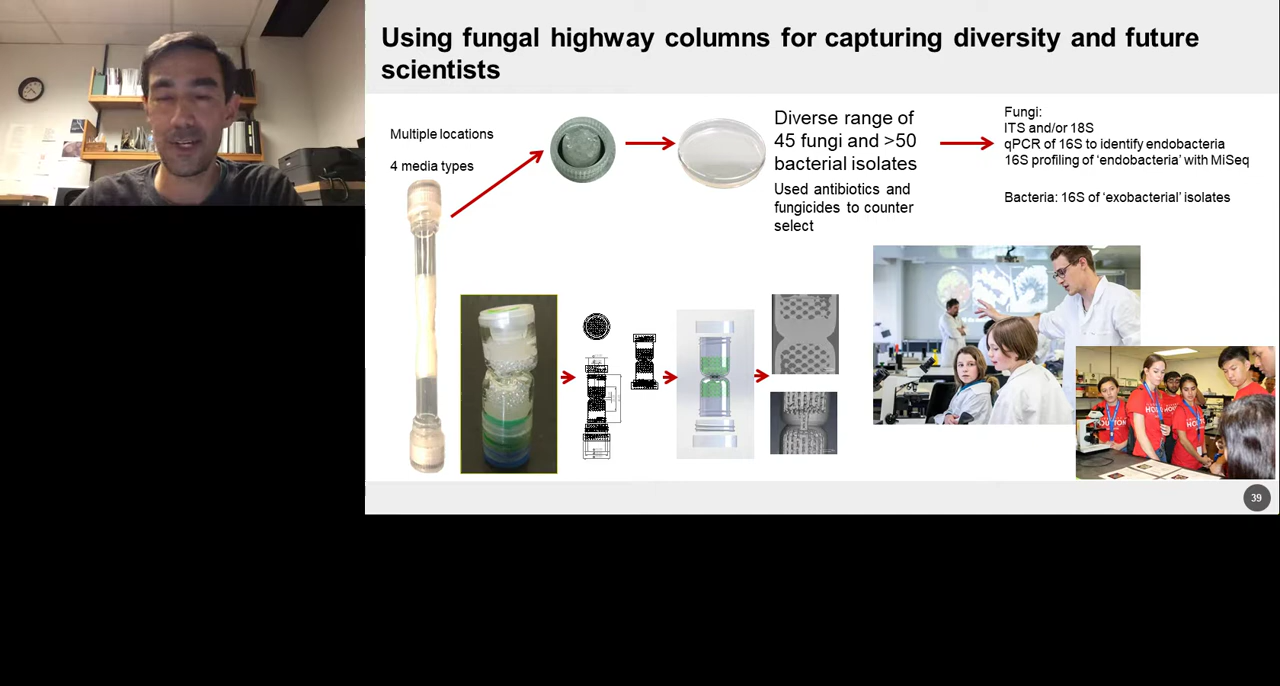 Using fungal highway columns for capturing diversity and future
scientists
Multiple locations
4 media types
Diverse range of
45 fungi and >50
bacterial isolates
Used antibiotics and
fungicides to counter
select
Fungi:
ITS and/or 18S
qPCR of 16S to identify endobacteria
16S profiling of ‘endobacteria’ with MiSeq
Bacteria: 16S of ‘exobacterial’ isolates
39